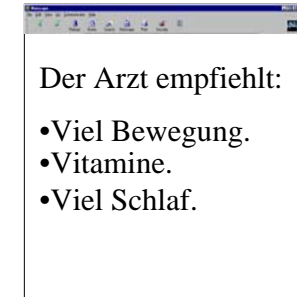 Der Arzt empfiehlt:
•Viel Bewegung.
•Vitamine.
•Viel Schlaf.